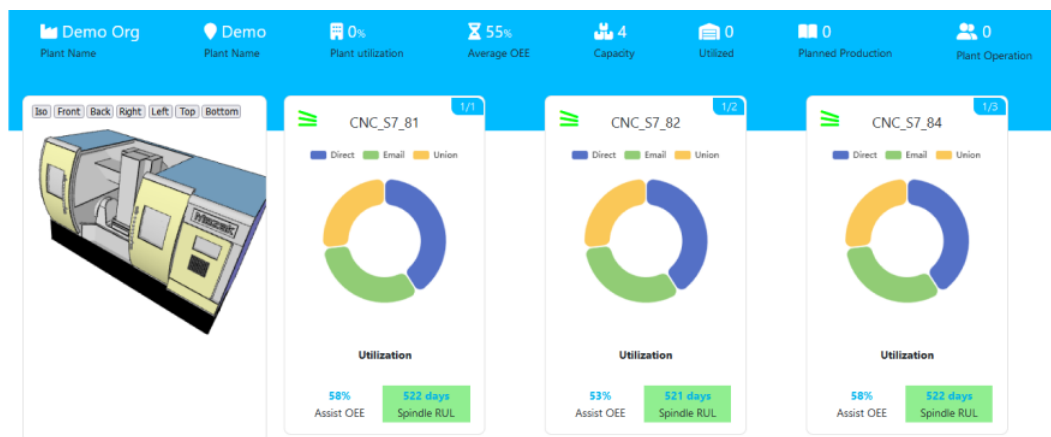 Demo Org
Plant Name
Demo
Plant Name
0%
Plant utilization
55%
Average OEE
4
Capacity
0
Utilized
0
Planned Production
0
Plant Operation
Iso Front Back Right Left Top Bottom
1/1
CNC_S7_81
Direct Email Union
Utilization
58%
Assist OEE
522 days
Spindle RUL
1/2
CNC_S7_82
Direct Email Union
Utilization
53%
Assist OEE
521 days
Spindle RUL
1/3
CNC_S7_84
Direct Email Union
Utilization
58%
Assist OEE
522 days
Spindle RUL